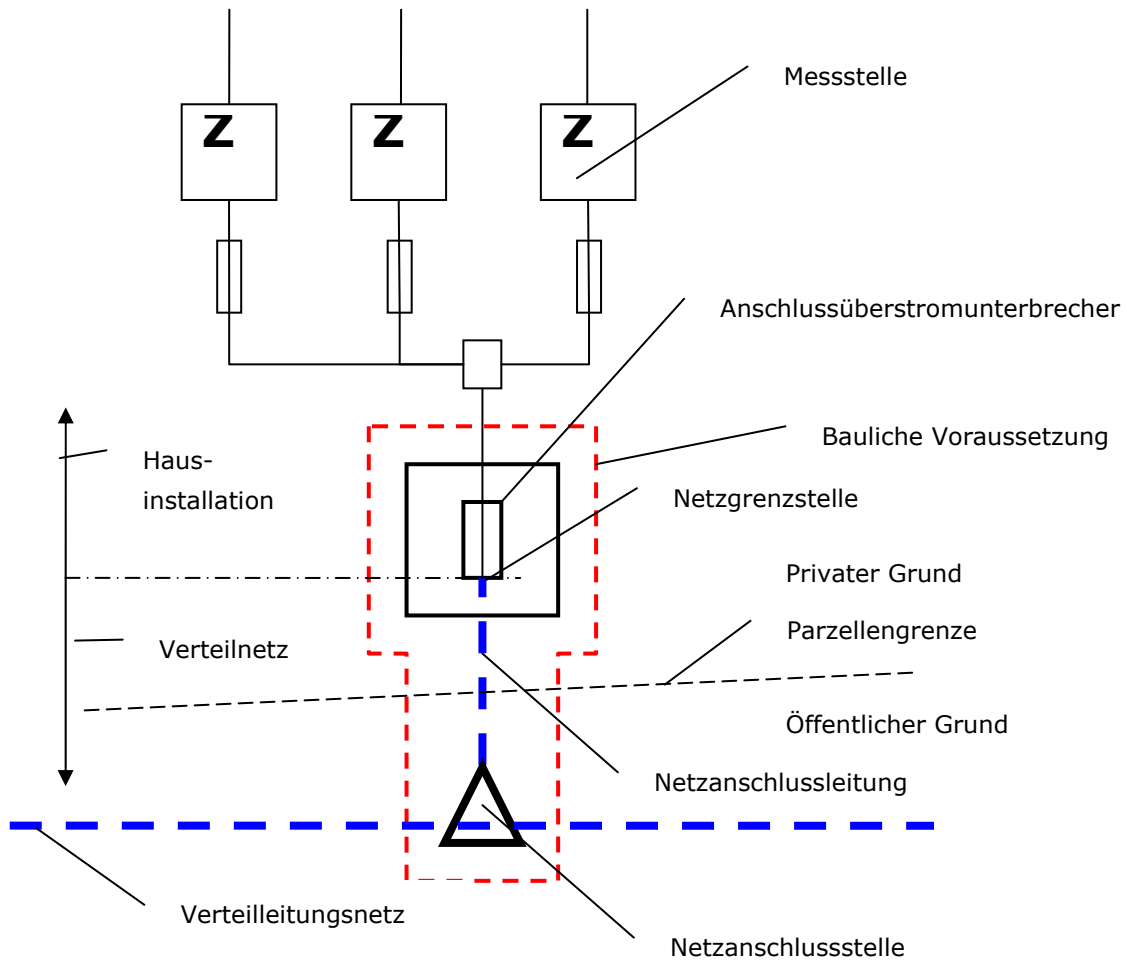 Z Z Z
Messstelle
Anschlussüberstromunterbrecher
Bauliche Voraussetzung
Haus-
installation
Netzgrenzstelle
Privater Grund
Parzellengrenze
Verteilnetz
Öffentlicher Grund
Netzanschlussleitung
Verteilleitungsnetz
Netzanschlussstelle